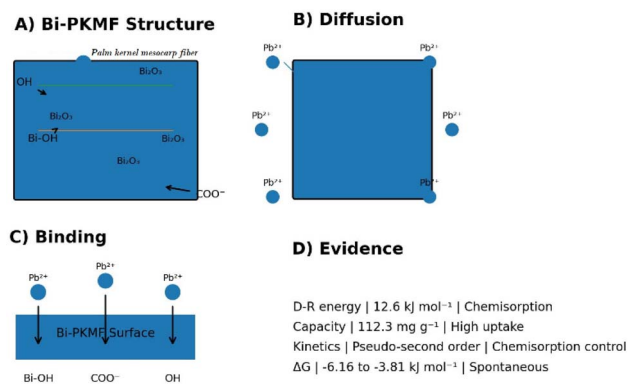 A) Bi-PKMF Structure
Palm kernel mesocarp fiber
Bi₂O₃
OH
Bi₂O₃
Bi-OH
Bi₂O₃
Bi₂O₃
COO⁻
B) Diffusion
Pb²⁺
Pb²⁺
Pb²⁺
Pb²⁺
Pb²⁺
Pb²⁺
C) Binding
Pb²⁺
Pb²⁺
Pb²⁺
Bi-PKMF Surface
Bi-OH
COO⁻
OH
D) Evidence
D-R energy | 12.6 kJ mol⁻¹ | Chemisorption
Capacity | 112.3 mg g⁻¹ | High uptake
Kinetics | Pseudo-second order | Chemisorption control
ΔG | -6.16 to -3.81 kJ mol⁻¹ | Spontaneous